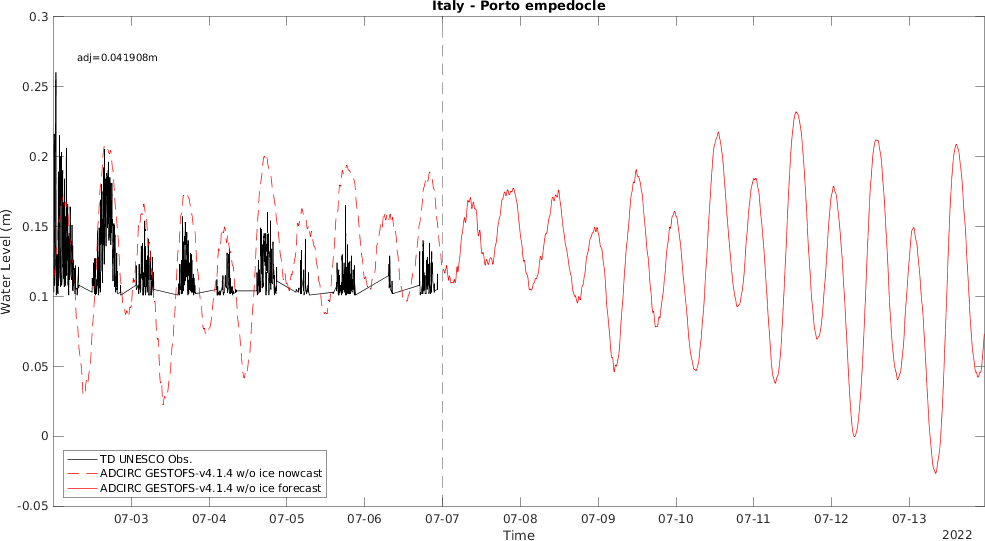 Italy - Porto empedocle
adj=0.041908m
0.3
0.25
0.2
0.15
0.1
0.05
0
-0.05
Water Level (m)
TD UNESCO Obs.
ADCIRC GESTOFS-v4.1.4 w/o ice nowcast
ADCIRC GESTOFS-v4.1.4 w/o ice forecast
07-03 07-04 07-05 07-06 07-07 07-08 07-09 07-10 07-11 07-12 07-13
Time
2022